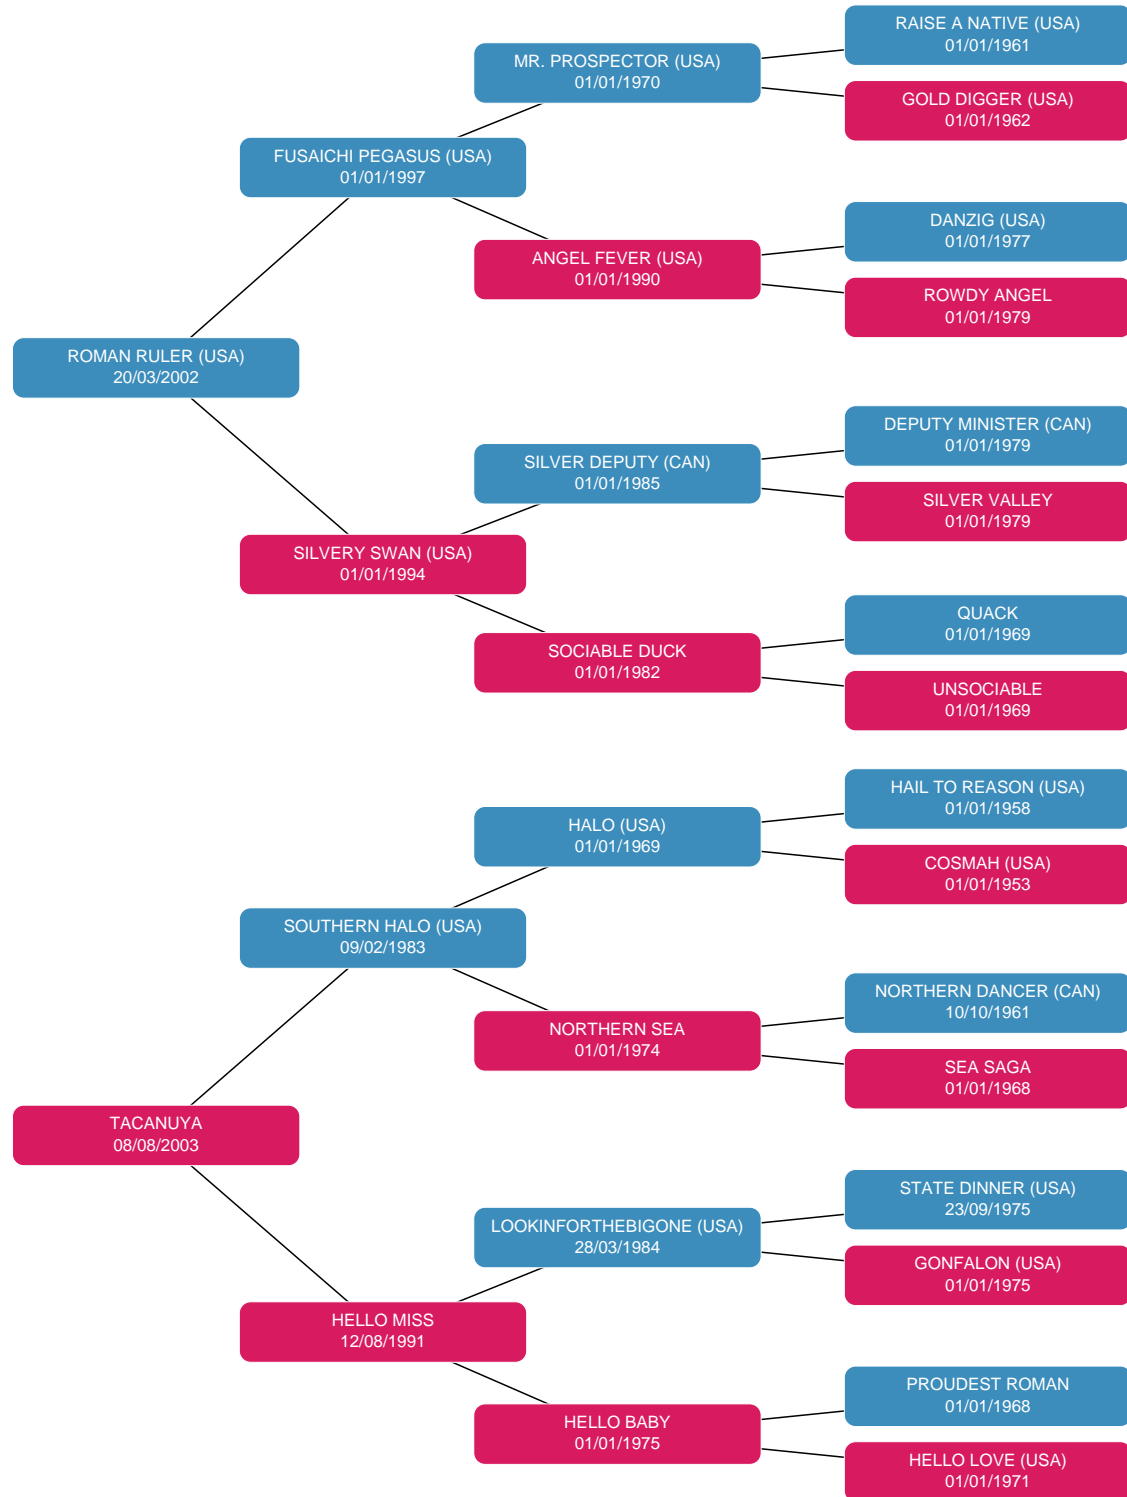 RAISE A NATIVE (USA)
01/01/1961
MR. PROSPECTOR (USA)
01/01/1970
GOLD DIGGER (USA)
01/01/1962
FUSAICHI PEGASUS (USA)
01/01/1997
DANZIG (USA)
01/01/1977
ANGEL FEVER (USA)
01/01/1990
ROWDY ANGEL
01/01/1979
ROMAN RULER (USA)
20/03/2002
DEPUTY MINISTER (CAN)
01/01/1979
SILVER DEPUTY (CAN)
01/01/1985
SILVER VALLEY
01/01/1979
SILVERY SWAN (USA)
01/01/1994
QUACK
01/01/1969
SOCIABLE DUCK
01/01/1982
UNSOCIABLE
01/01/1969
HAIL TO REASON (USA)
01/01/1958
HALO (USA)
01/01/1969
COSMAH (USA)
01/01/1953
SOUTHERN HALO (USA)
09/02/1983
NORTHERN DANCER (CAN)
10/10/1961
NORTHERN SEA
01/01/1974
SEA SAGA
01/01/1968
TACANUYA
08/08/2003
STATE DINNER (USA)
23/09/1975
LOOKINFORTHEBIGONE (USA)
28/03/1984
GONFALON (USA)
01/01/1975
HELLO MISS
12/08/1991
PROUDEST ROMAN
01/01/1968
HELLO BABY
01/01/1975
HELLO LOVE (USA)
01/01/1971